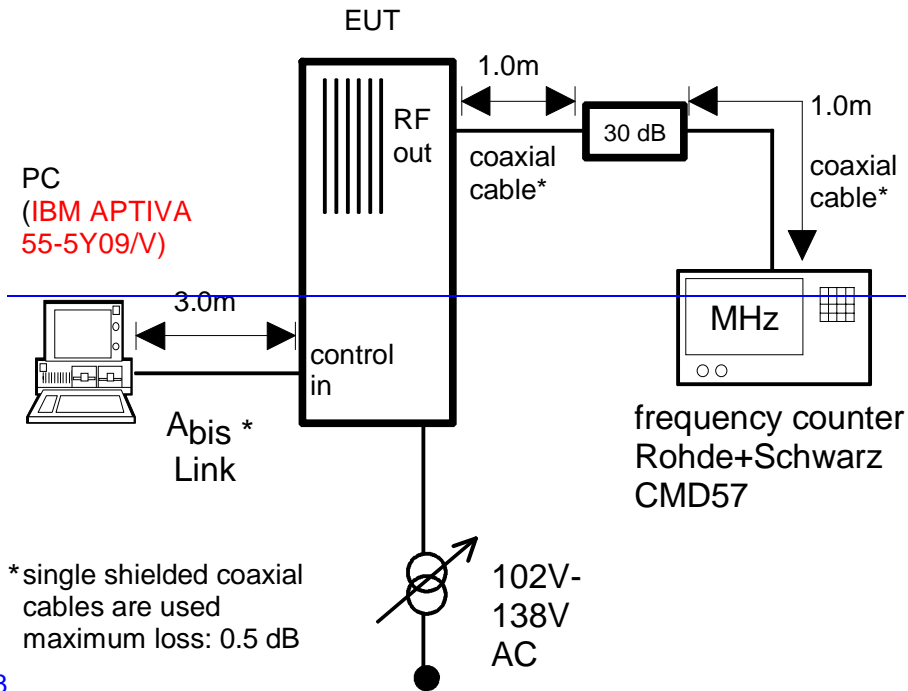 EUT
1.0m
RF
out
30 dB
1.0m
coaxial
cable*
coaxial
cable*
PC
(IBM APTIVA
55-5Y09/V)
3.0m
MHz
control
in
Abis *
Link
frequency counter
Rohde+Schwarz
CMD57
*single shielded coaxial
cables are used
maximum loss: 0.5 dB
102V-
138V
AC